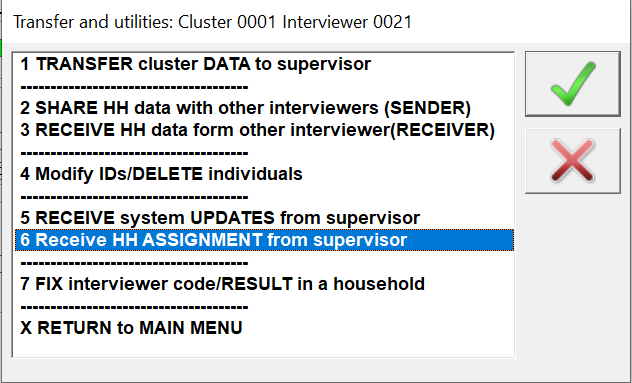 Transfer and utilities: Cluster 0001 Interviewer 0021
1 TRANSFER cluster DATA to supervisor
-------------------------------------
2 SHARE HH data with other interviewers (SENDER)
3 RECEIVE HH data form other interviewer(RECEIVER)
-------------------------------------
4 Modify IDs/DELETE individuals
-------------------------------------
5 RECEIVE system UPDATES from supervisor
6 Receive HH ASSIGNMENT from supervisor
-------------------------------------
7 FIX interviewer code/RESULT in a household
-------------------------------------
X RETURN to MAIN MENU